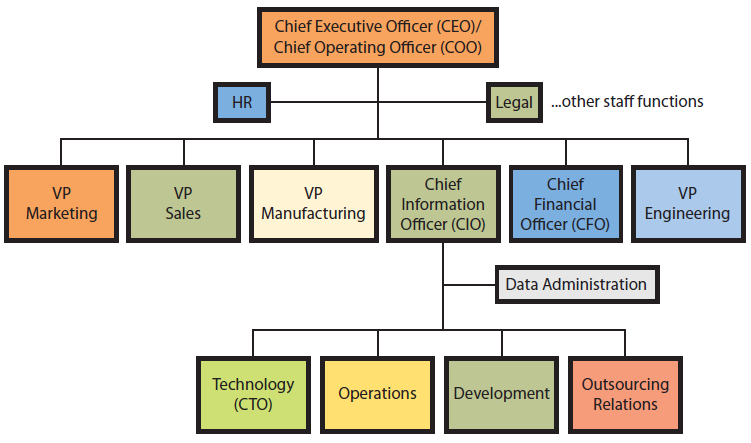 Chief Executive Officer (CEO)/
Chief Operating Officer (COO)
HR
Legal
...other staff functions
VP
Marketing
VP
Sales
VP
Manufacturing
Chief
Information
Officer (CIO)
Chief
Financial
Officer (CFO)
VP
Engineering
Data Administration
Technology
(CTO)
Operations
Development
Outsourcing
Relations